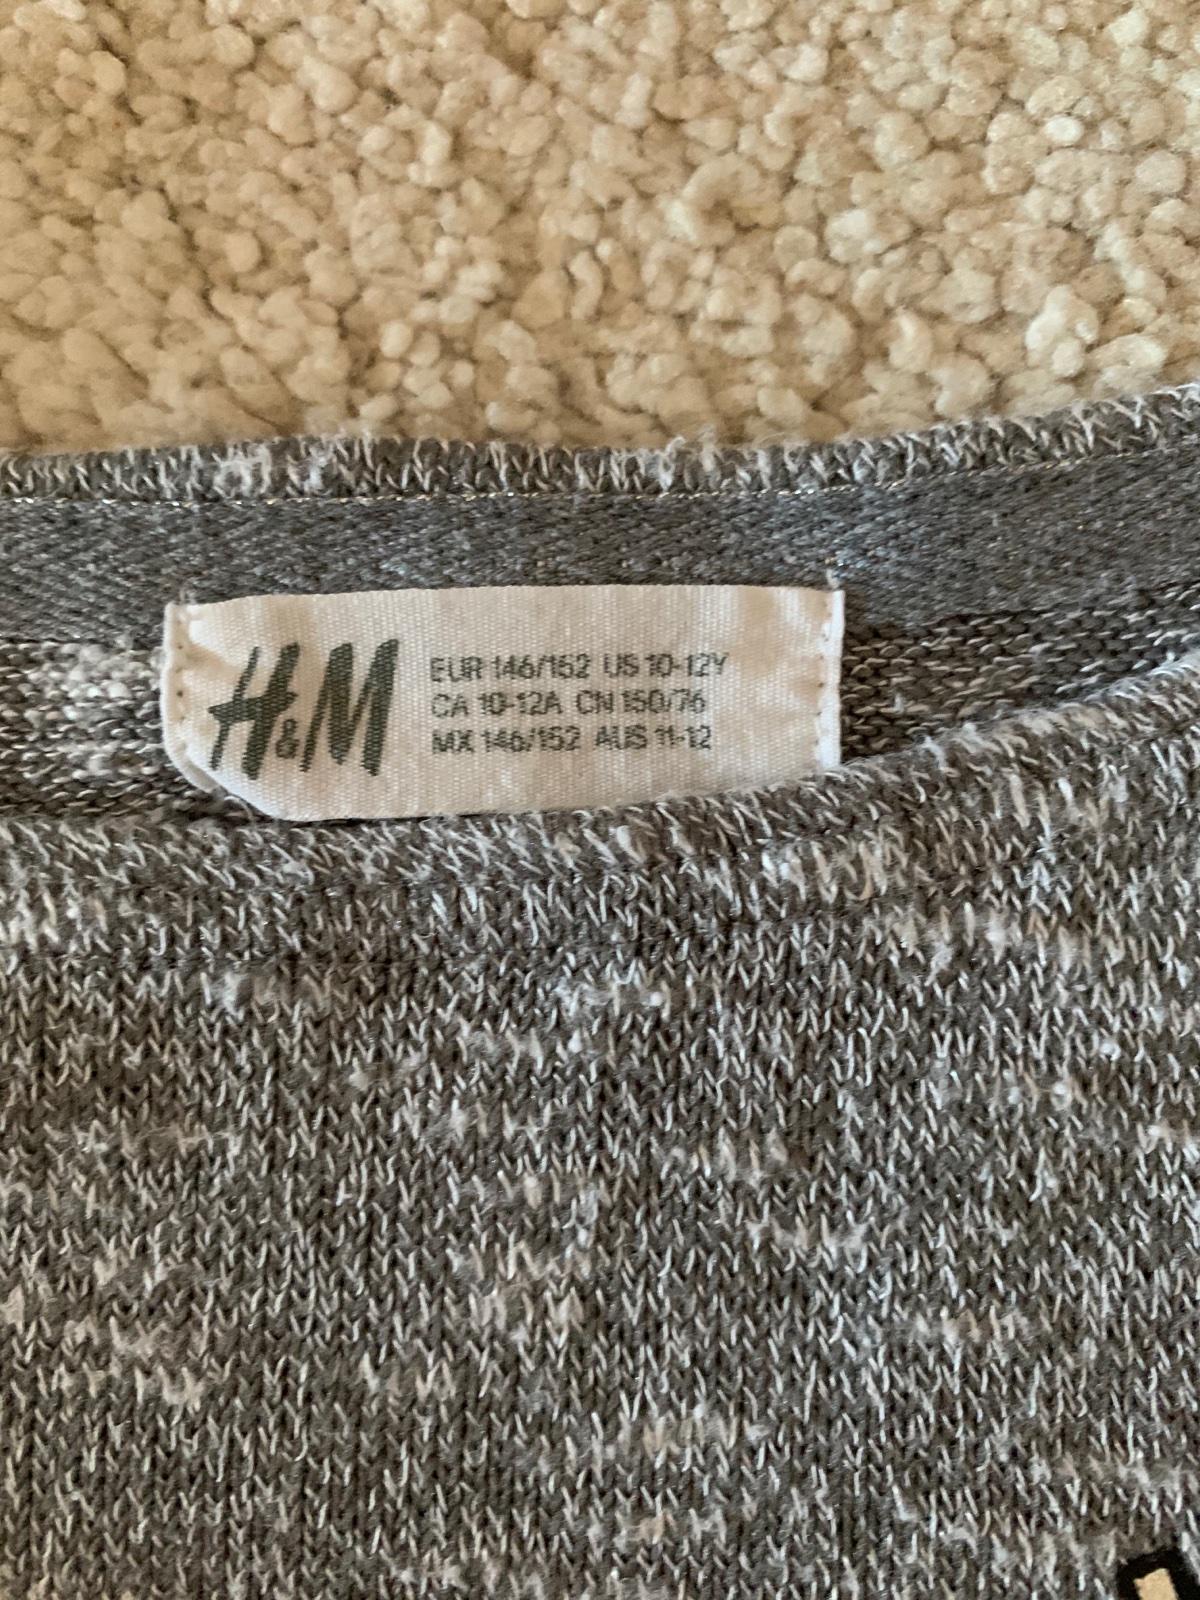 H&M
EUR 146/152 US 10-12Y
CA 10-12A CN 150/76
MX 146/152 AUS 11-12